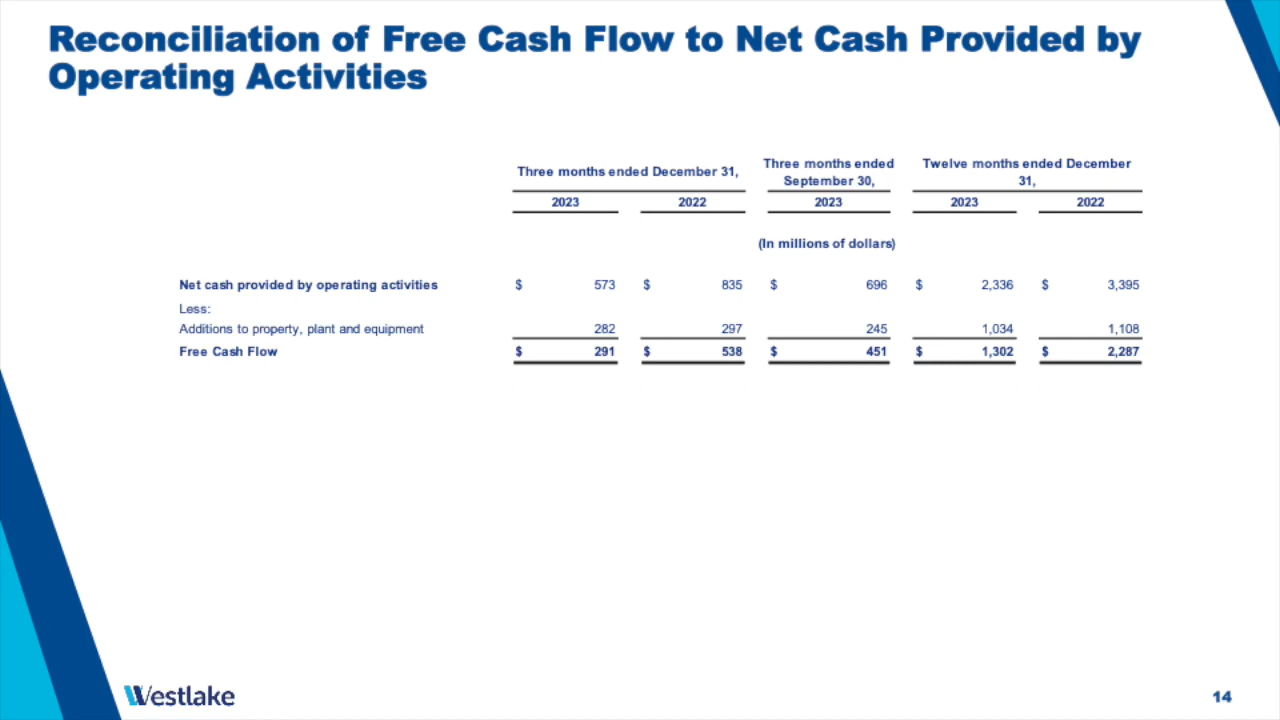 Reconciliation of Free Cash Flow to Net Cash Provided by
Operating Activities
Three months ended December 31, Three months ended Twelve months ended December
September 30, 31,
2023 2022 2023 2023 2022
(In millions of dollars)
Net cash provided by operating activities $ 573 $ 835 $ 696 $ 2,336 $ 3,395
Less:
Additions to property, plant and equipment 282 297 245 1,034 1,108
Free Cash Flow $ 291 $ 538 $ 451 $ 1,302 $ 2,287
Westlake
14